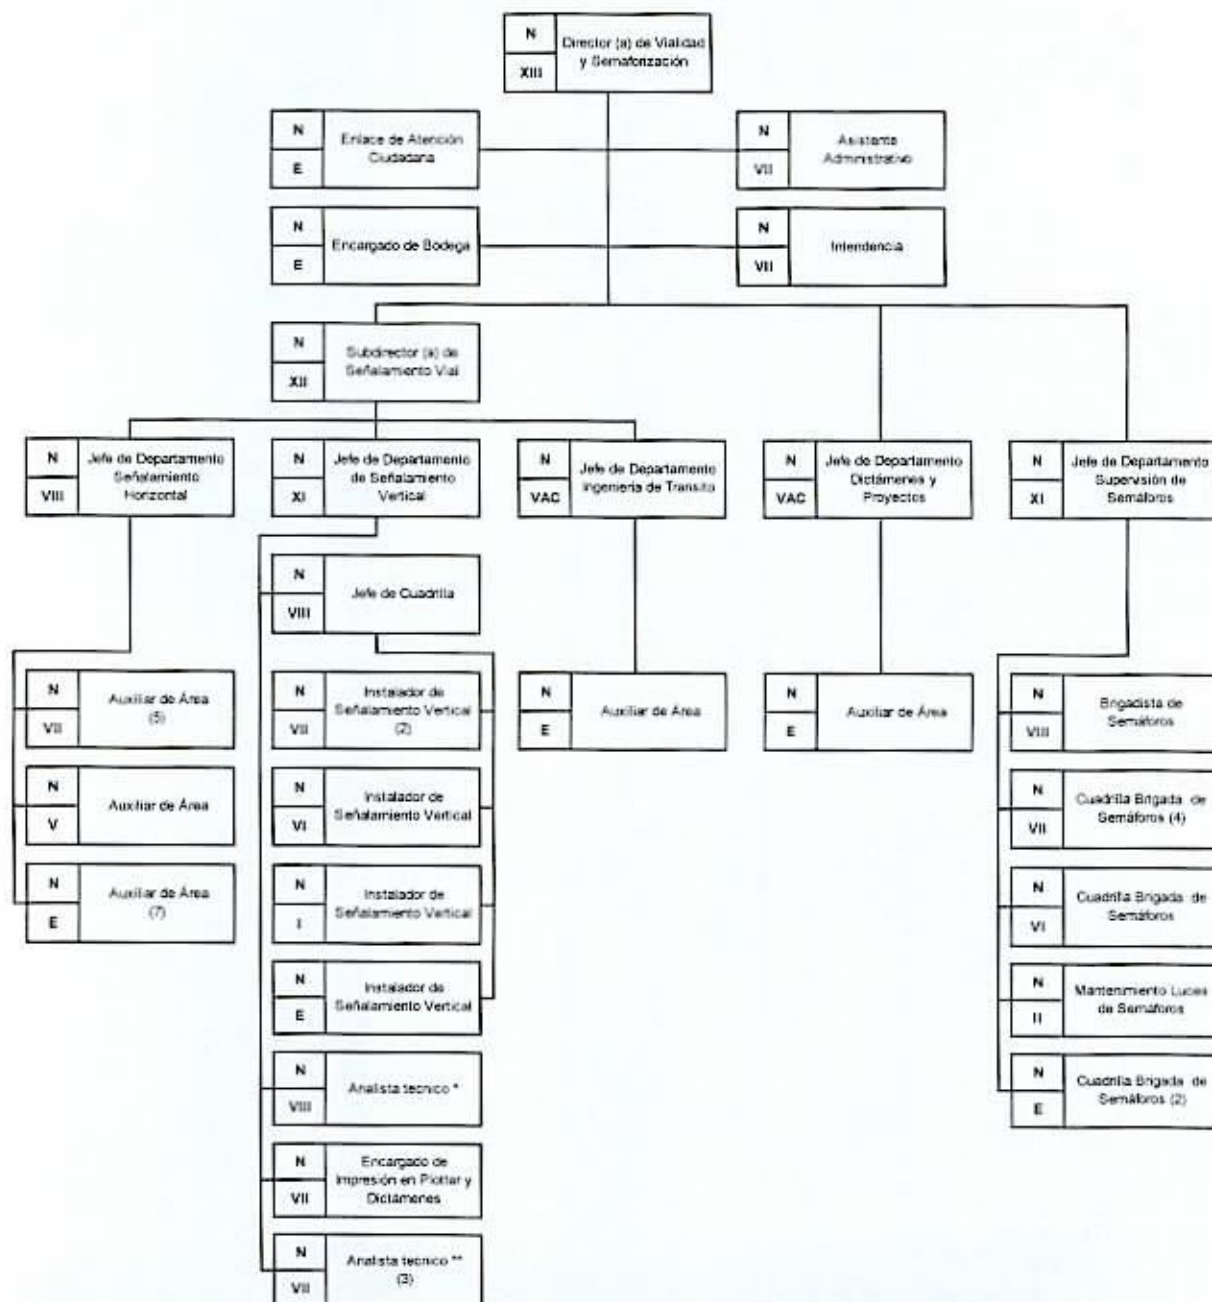 N
XIII
Director (a) de Vialidad
y Semaforización
N
E
Enlace de Atención
Ciudadana
N
VII
Asistente
Administrativo
N
E
Encargado de Bodega
N
VII
Intendencia
N
XII
Subdirector (a) de
Señalamiento Vial
N
VIII
Jefe de Departamento
Señalamiento
Horizontal
N
XI
Jefe de Departamento
de Señalamiento
Vertical
N
VAC
Jefe de Departamento
Ingeniería de Transito
N
VAC
Jefe de Departamento
Dictámenes y
Proyectos
N
XI
Jefe de Departamento
Supervisión de
Semáforos
N
VIII
Jefe de Cuadrilla
N
VII
Auxiliar de Área
(5)
N
V
Auxiliar de Área
N
E
Auxiliar de Área
(7)
N
VII
Instalador de
Señalamiento Vertical
(2)
N
VI
Instalador de
Señalamiento Vertical
N
I
Instalador de
Señalamiento Vertical
N
E
Instalador de
Señalamiento Vertical
N
VIII
Analista tecnico *
N
VII
Encargado de
Impresión en Plottar y
Dictámenes
N
VII
Analista tecnico **
(3)
N
E
Auxiliar de Área
N
E
Auxiliar de Área
N
VIII
Brigadista de
Semáforos
N
VII
Cuadrilla Brigada de
Semáforos (4)
N
VI
Cuadrilla Brigada de
Semáforos
N
II
Mantenimiento Luces
de Semáforos
N
E
Cuadrilla Brigada de
Semáforos (2)